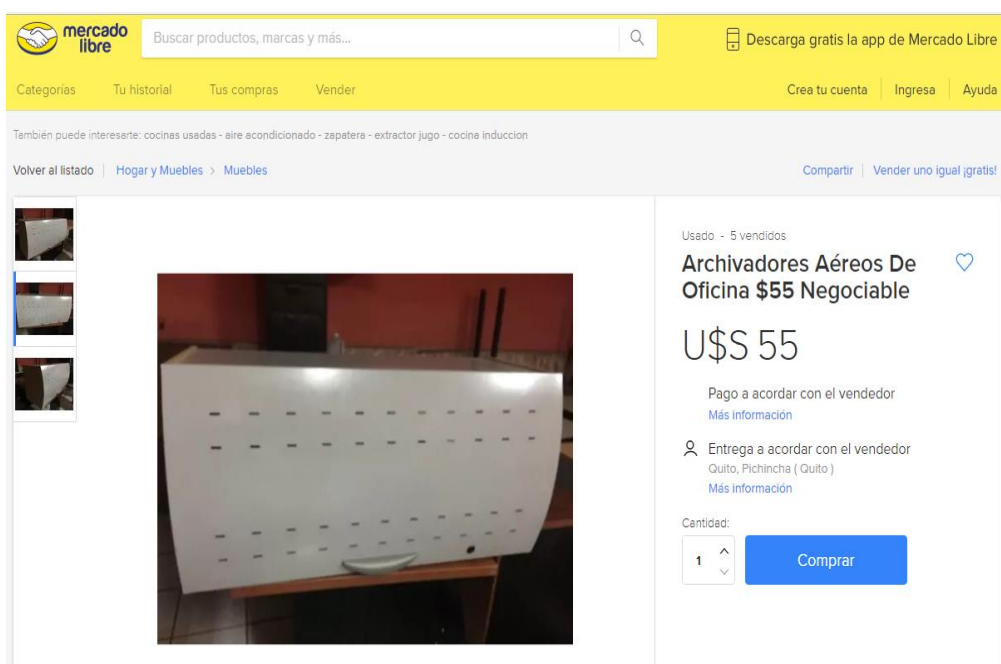 mercado
libre
Buscar productos, marcas y más...
Descarga gratis la app de Mercado Libre
Categorías Tu historial Tus compras Vender
Crea tu cuenta Ingresa Ayuda
También puede interesarte: cocinas usadas - aire acondicionado - zapatera - extractor jugo - cocina induccion
Volver al listado Hogar y Muebles > Muebles
Compartir Vender uno igual ¡gratis!
Usado - 5 vendidos
Archivadores Aéreos De
Oficina $55 Negociable
U$S 55
Pago a acordar con el vendedor
Más información
Entrega a acordar con el vendedor
Quito, Pichincha ( Quito )
Más información
Cantidad:
1
Comprar